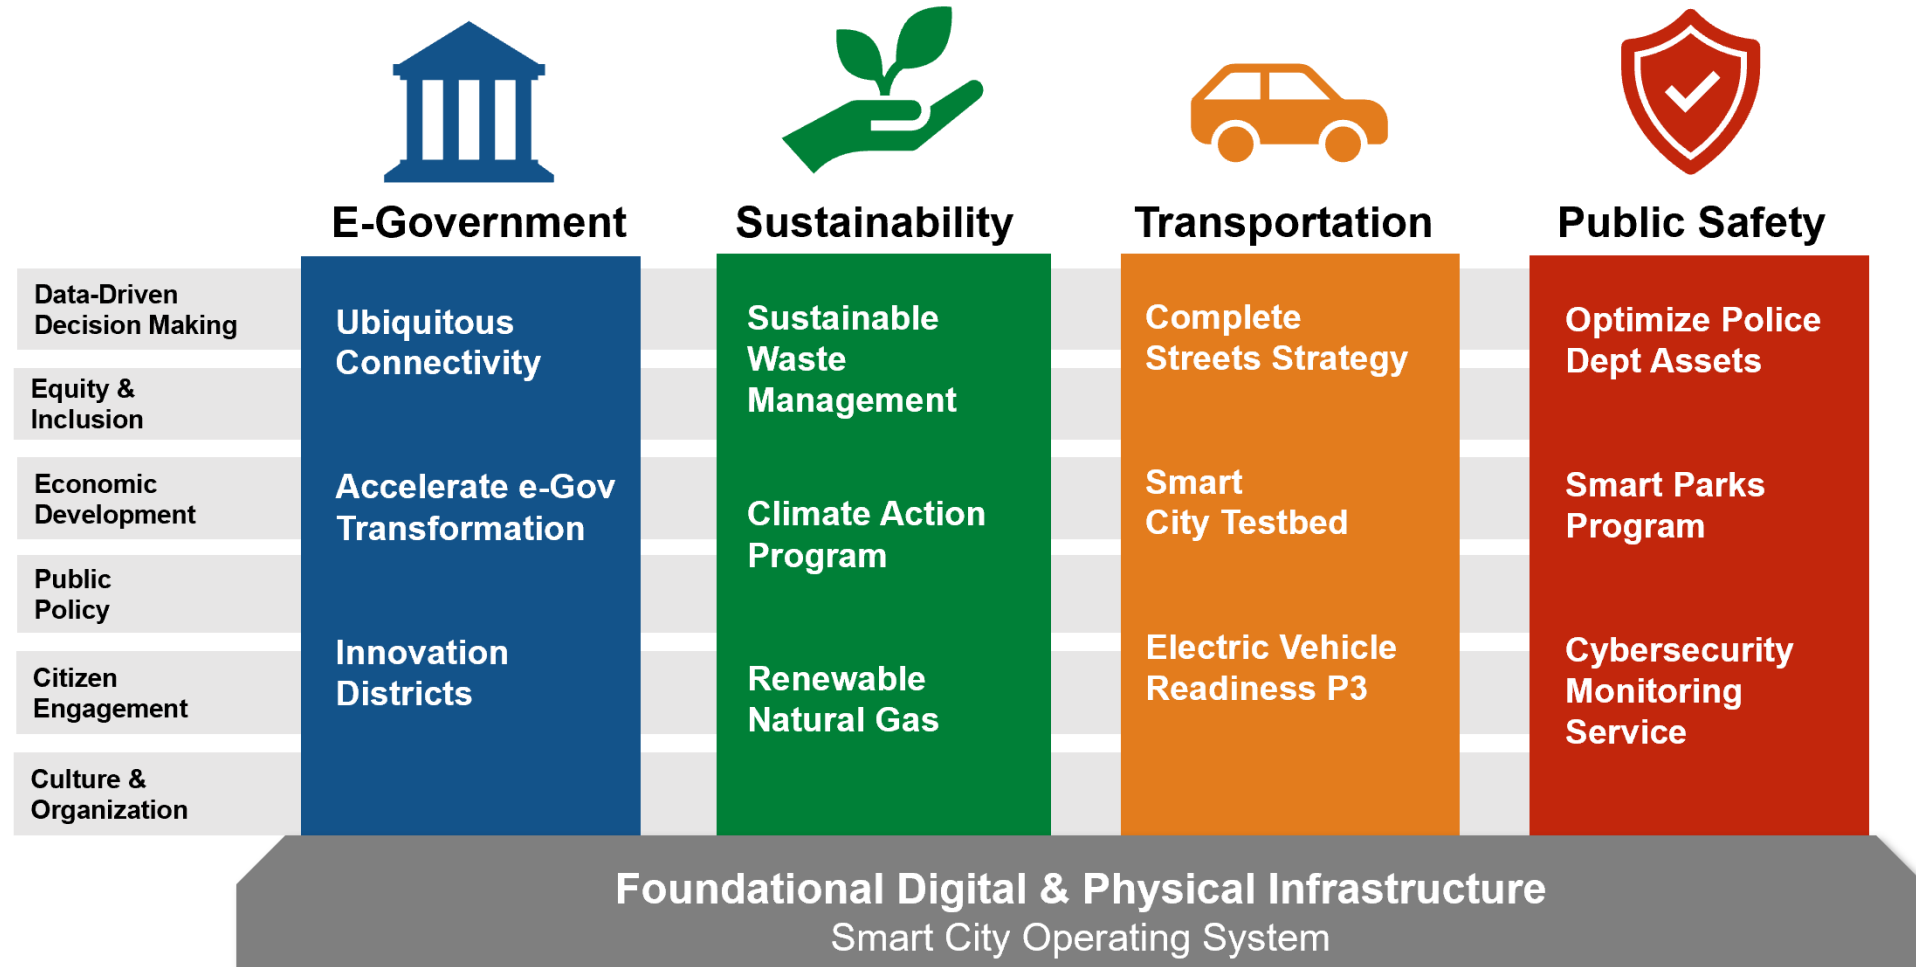 E-Government
Sustainability
Transportation
Public Safety
Data-Driven
Decision Making
Equity &
Inclusion
Economic
Development
Public
Policy
Citizen
Engagement
Culture &
Organization
Ubiquitous
Connectivity
Accelerate e-Gov
Transformation
Innovation
Districts
Sustainable
Waste
Management
Climate Action
Program
Renewable
Natural Gas
Complete
Streets Strategy
Smart
City Testbed
Electric Vehicle
Readiness P3
Optimize Police
Dept Assets
Smart Parks
Program
Cybersecurity
Monitoring
Service
Foundational Digital & Physical Infrastructure
Smart City Operating System